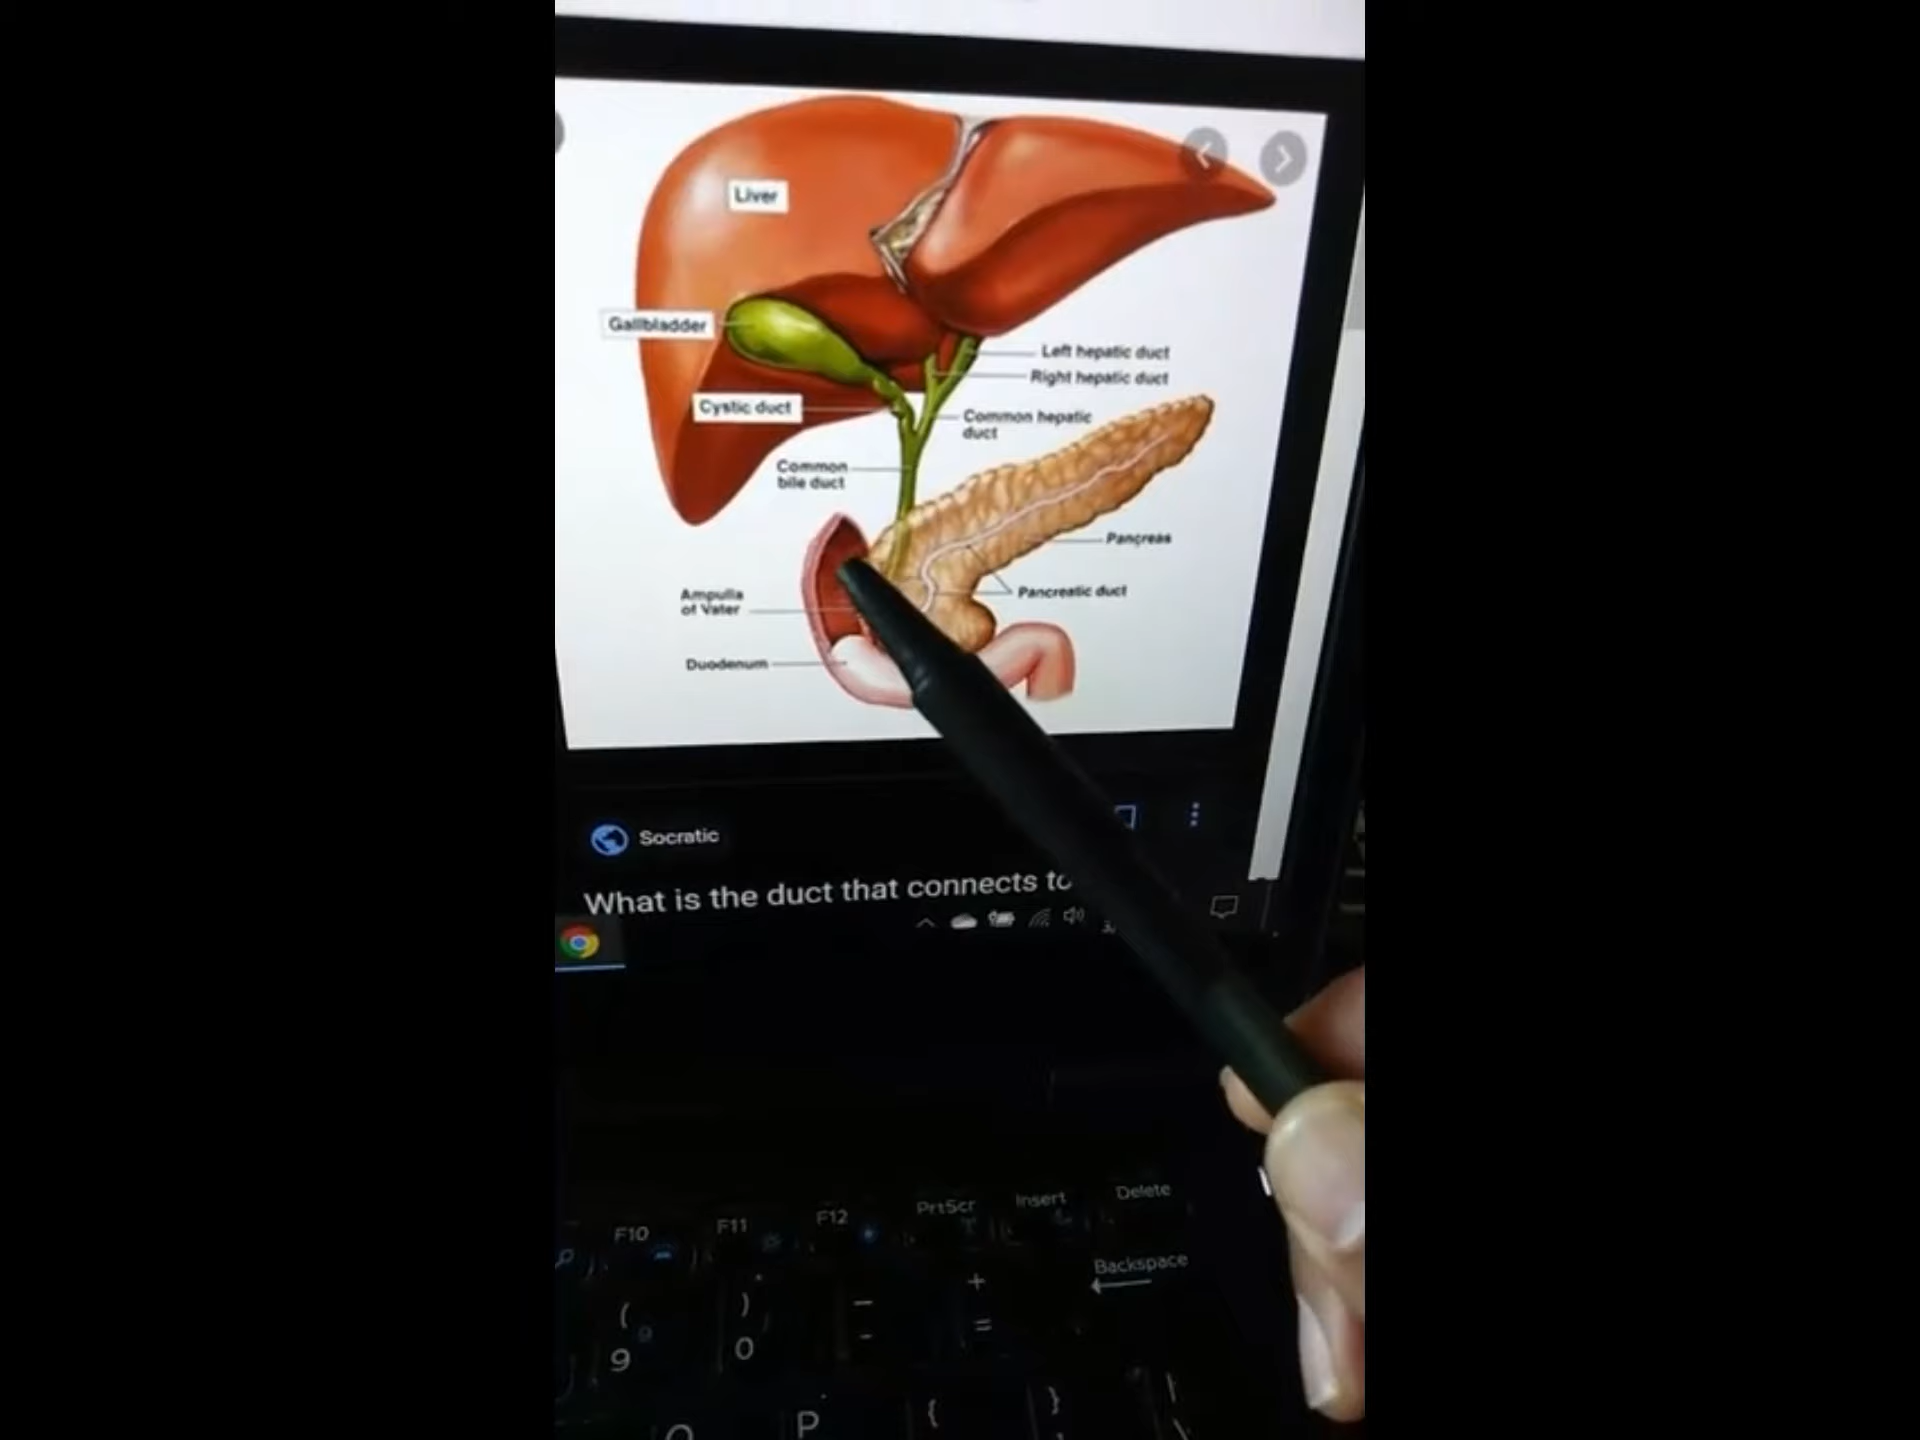 Liver
Gallbladder
Left hepatic duct
Right hepatic duct
Cystic duct
Common hepatic
duct
Common
bile duct
Pancreas
Ampulla
of Vater
Pancreatic duct
Duodenum
Socratic
What is the duct that connects to
F10
F11
F12
PrtScr
Insert
Delete
Backspace
( ) _ +
9 0 - =
P { }